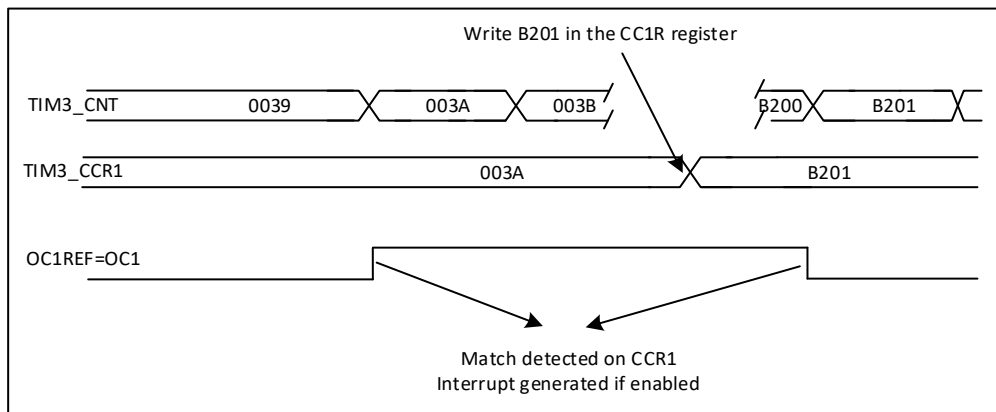 Write B201 in the CC1R register
TIM3_CNT 0039 003A 003B B200 B201
TIM3_CCR1 003A B201
OC1REF=OC1
Match detected on CCR1
Interrupt generated if enabled